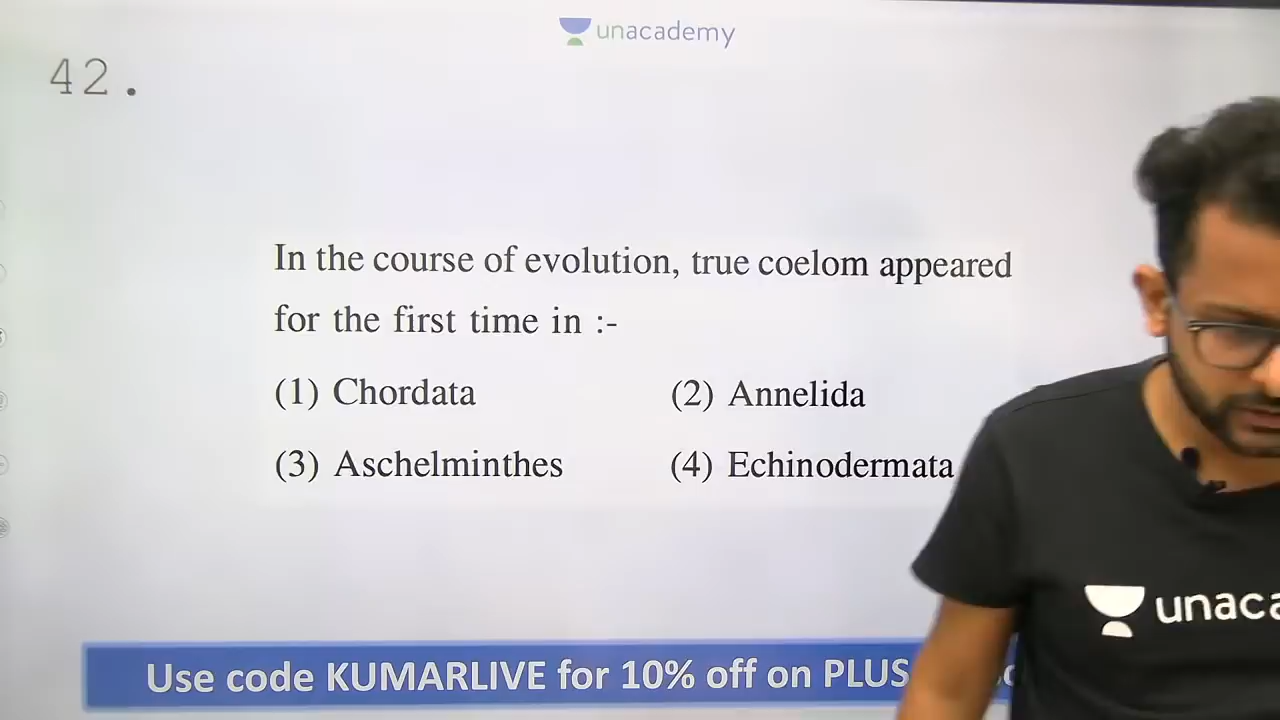 unacademy
42.
In the course of evolution, true coelom appeared
for the first time in :-
(1) Chordata (2) Annelida
(3) Aschelminthes (4) Echinodermata
Use code KUMARLIVE for 10% off on PLUS